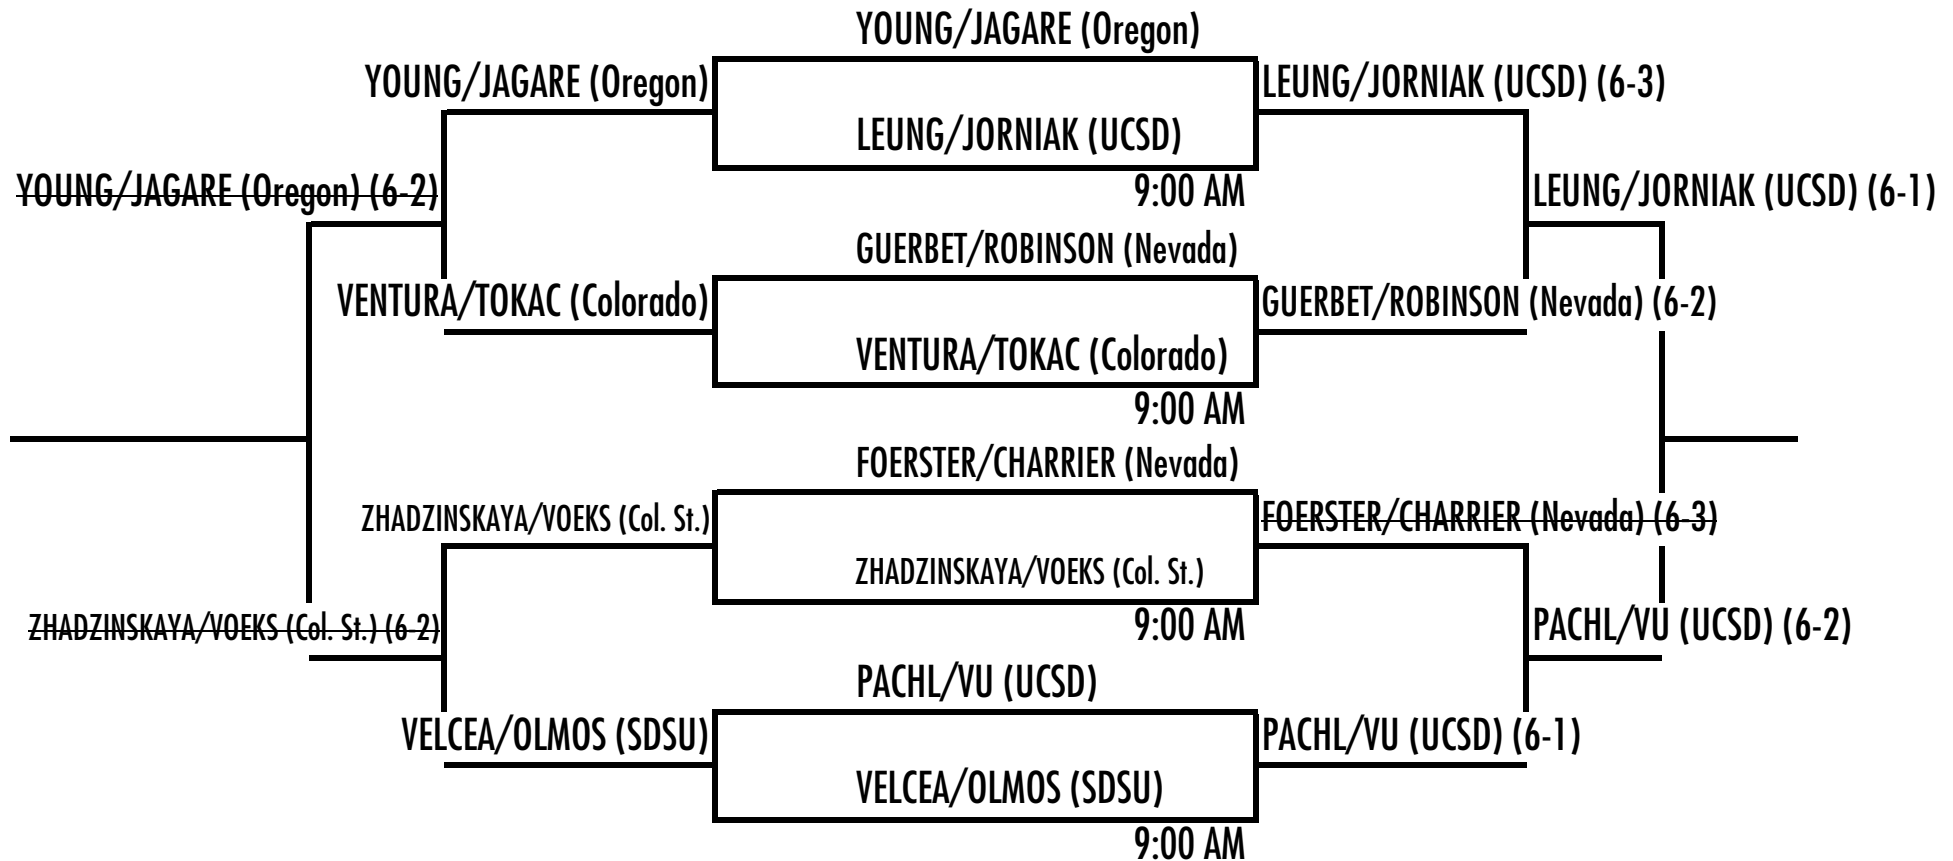 YOUNG/JAGARE (Oregon)
YOUNG/JAGARE (Oregon)
LEUNG/JORNIAK (UCSD) (6-3)
LEUNG/JORNIAK (UCSD)
YOUNG/JAGARE (Oregon) (6-2)
9:00 AM
LEUNG/JORNIAK (UCSD) (6-1)
GUERBET/ROBINSON (Nevada)
VENTURA/TOKAC (Colorado)
GUERBET/ROBINSON (Nevada) (6-2)
VENTURA/TOKAC (Colorado)
9:00 AM
FOERSTER/CHARRIER (Nevada)
ZHADZINSKAYA/VOEKS (Col. St.)
FOERSTER/CHARRIER (Nevada) (6-3)
ZHADZINSKAYA/VOEKS (Col. St.)
ZHADZINSKAYA/VOEKS (Col. St.) (6-2)
9:00 AM
PACHL/VU (UCSD) (6-2)
PACHL/VU (UCSD)
VELCEA/OLMOS (SDSU)
PACHL/VU (UCSD) (6-1)
VELCEA/OLMOS (SDSU)
9:00 AM